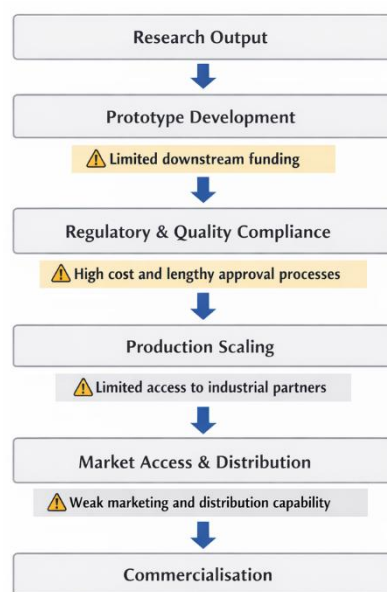 Research Output
Prototype Development
Limited downstream funding
Regulatory & Quality Compliance
High cost and lengthy approval processes
Production Scaling
Limited access to industrial partners
Market Access & Distribution
Weak marketing and distribution capability
Commercialisation